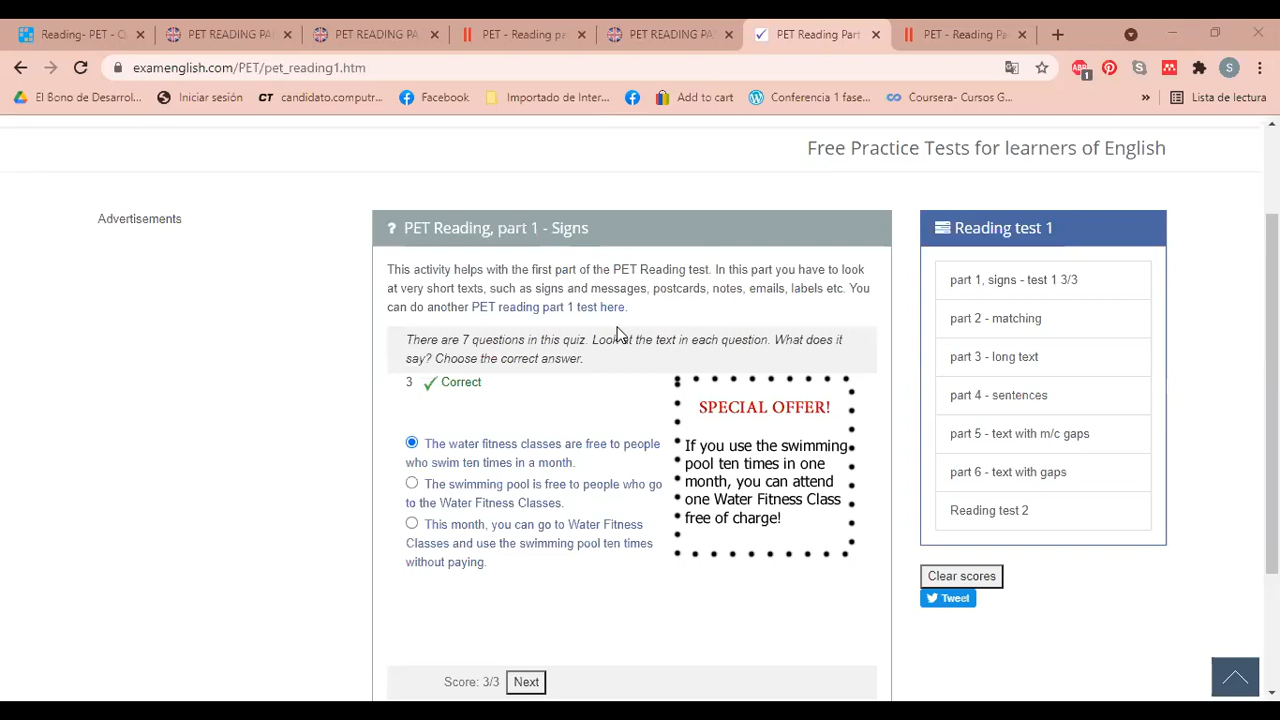 Reading- PET - C
PET READING PA
PET READING PA
PET - Reading pa
PET READING PA
PET Reading Part
PET - Reading Pa
examenglish.com/PET/pet_reading1.htm
ABP
1
S
El Bono de Desarrol...
Iniciar sesión
CT candidato.computr...
Facebook
Importado de Inter...
Add to cart
Conferencia 1 fase...
Coursera- Cursos G...
»
Lista de lectura
Free Practice Tests for learners of English
Advertisements
? PET Reading, part 1 - Signs
This activity helps with the first part of the PET Reading test. In this part you have to look
at very short texts, such as signs and messages, postcards, notes, emails, labels etc. You
can do another PET reading part 1 test here.
There are 7 questions in this quiz. Look at the text in each question. What does it
say? Choose the correct answer.
3 Correct
The water fitness classes are free to people
who swim ten times in a month.
The swimming pool is free to people who go
to the Water Fitness Classes.
This month, you can go to Water Fitness
Classes and use the swimming pool ten times
without paying.
SPECIAL OFFER!
If you use the swimming
pool ten times in one
month, you can attend
one Water Fitness Class
free of charge!
Score: 3/3
Next
Reading test 1
part 1, signs - test 1 3/3
part 2 - matching
part 3 - long text
part 4 - sentences
part 5 - text with m/c gaps
part 6 - text with gaps
Reading test 2
Clear scores
Tweet